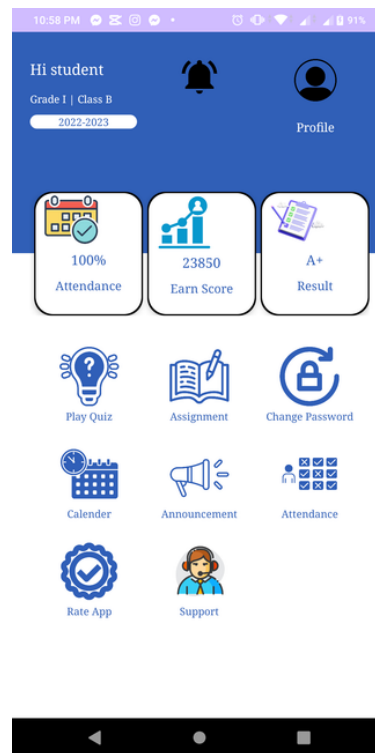 10:58 PM
91%
Hi student
Grade I | Class B
2022-2023
Profile
100%
Attendance
23850
Earn Score
A+
Result
Play Quiz
Assignment
Change Password
Calender
Announcement
Attendance
Rate App
Support